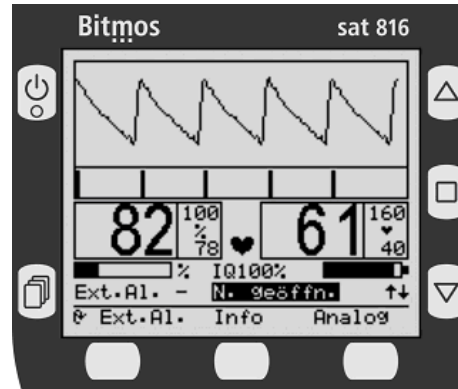 Bitmos sat 816
82 100 % 78 61 160 40
% IQ100%
Ext.Al. - N. geöffn. ↑↓
Ext.Al. Info Analog